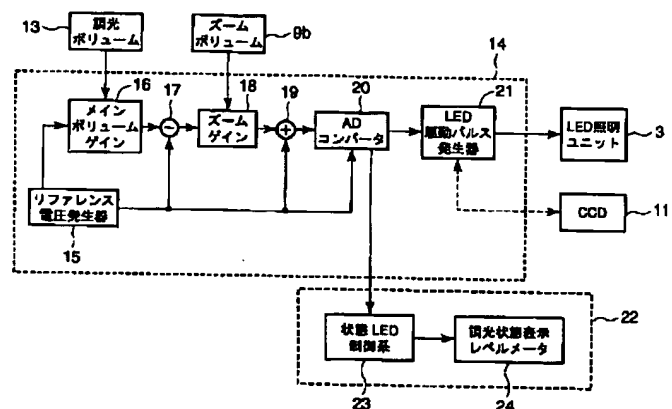 13
調光
ボリューム
ズーム
ボリューム
9b
14
16
メイン
ボリューム
ゲイン
17
−
18
ズーム
ゲイン
19
+
20
AD
コンバータ
21
LED
駆動パルス
発生器
LED照明
ユニット
3
リファレンス
電圧発生器
15
CCD
11
状態 LED
制御系
23
調光状態表示
レベルメータ
24
22